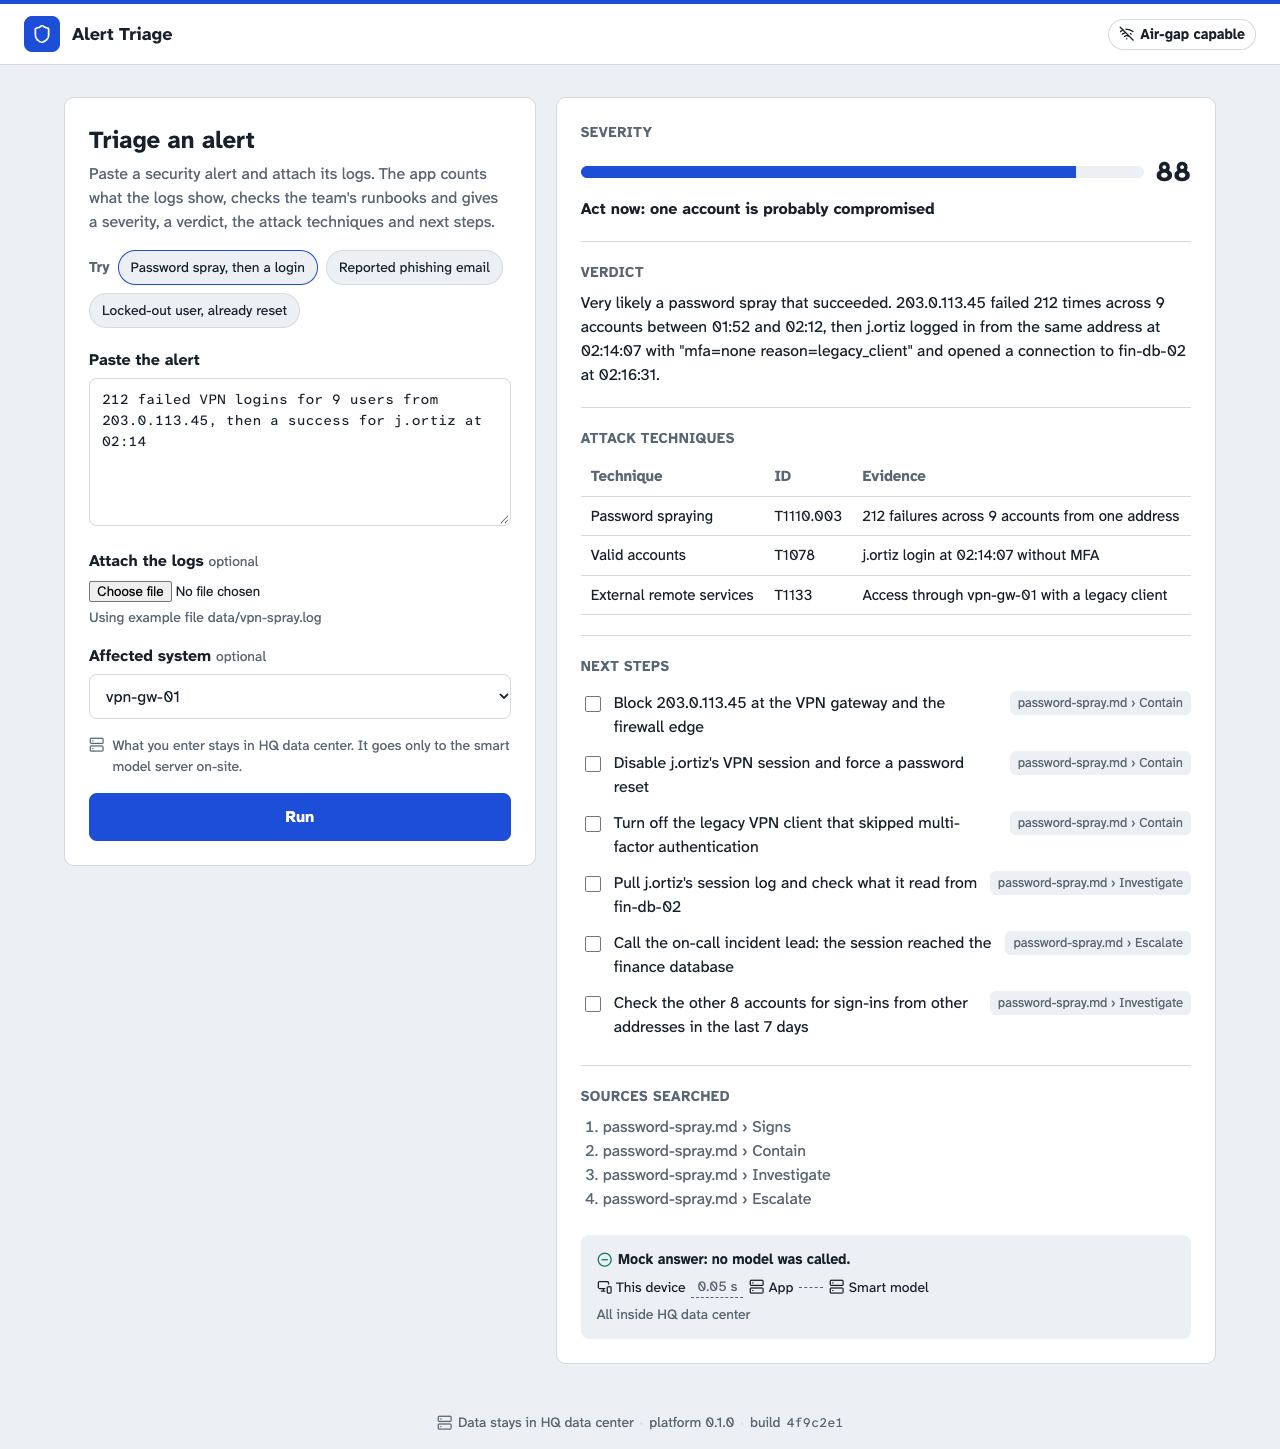 Alert Triage
Air-gap capable
Triage an alert
Paste a security alert and attach its logs. The app counts
what the logs show, checks the team's runbooks and gives
a severity, a verdict, the attack techniques and next steps.
Try
Password spray, then a login
Reported phishing email
Locked-out user, already reset
Paste the alert
212 failed VPN logins for 9 users from
203.0.113.45, then a success for j.ortiz at
02:14
Attach the logs optional
Choose file No file chosen
Using example file data/vpn-spray.log
Affected system optional
vpn-gw-01
What you enter stays in HQ data center. It goes only to the smart
model server on-site.
Run
SEVERITY
88
Act now: one account is probably compromised
VERDICT
Very likely a password spray that succeeded. 203.0.113.45 failed 212 times across 9
accounts between 01:52 and 02:12, then j.ortiz logged in from the same address at
02:14:07 with "mfa=none reason=legacy_client" and opened a connection to fin-db-02
at 02:16:31.
ATTACK TECHNIQUES
Technique ID Evidence
Password spraying T1110.003 212 failures across 9 accounts from one address
Valid accounts T1078 j.ortiz login at 02:14:07 without MFA
External remote services T1133 Access through vpn-gw-01 with a legacy client
NEXT STEPS
Block 203.0.113.45 at the VPN gateway and the
firewall edge
password-spray.md › Contain
Disable j.ortiz's VPN session and force a password
reset
password-spray.md › Contain
Turn off the legacy VPN client that skipped multi-
factor authentication
password-spray.md › Contain
Pull j.ortiz's session log and check what it read from
fin-db-02
password-spray.md › Investigate
Call the on-call incident lead: the session reached the
finance database
password-spray.md › Escalate
Check the other 8 accounts for sign-ins from other
addresses in the last 7 days
password-spray.md › Investigate
SOURCES SEARCHED
1. password-spray.md › Signs
2. password-spray.md › Contain
3. password-spray.md › Investigate
4. password-spray.md › Escalate
Mock answer: no model was called.
This device 0.05 s App Smart model
All inside HQ data center
Data stays in HQ data center · platform 0.1.0 · build 4f9c2e1